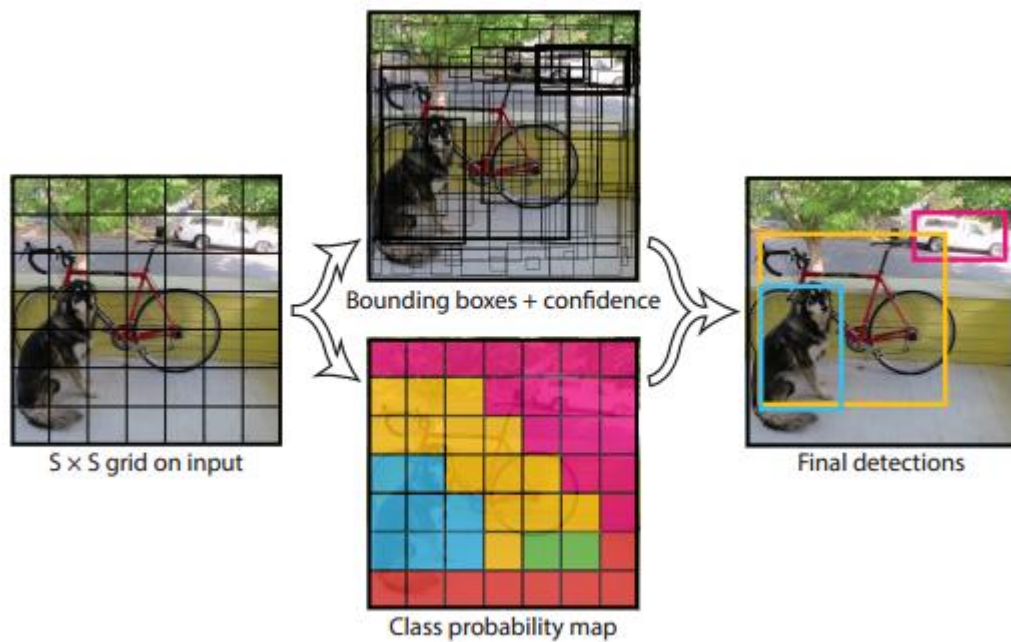 Bounding boxes + confidence
S × S grid on input
Final detections
Class probability map